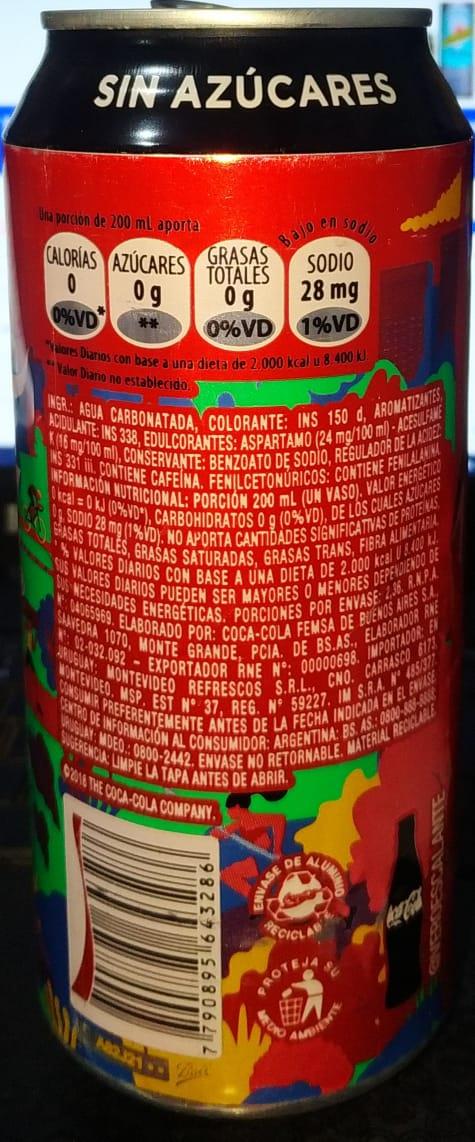 SIN AZÚCARES
Una porción de 200 mL aporta
Bajo en sodio
CALORÍAS
0
0%VD*
AZÚCARES
0 g
**
GRASAS
TOTALES
0 g
0%VD
SODIO
28 mg
1%VD
*Valores Diarios con base a una dieta de 2.000 kcal u 8.400 kJ.
** Valor Diario no establecido.
INGR.: AGUA CARBONATADA, COLORANTE: INS 150 d, AROMATIZANTES,
ACIDULANTE: INS 338, EDULCORANTES: ASPARTAMO (24 mg/100 ml) - ACESULFAME
K (16 mg/100 ml), CONSERVANTE: BENZOATO DE SODIO, REGULADOR DE LA ACIDEZ:
INS 331 iii. CONTIENE CAFEÍNA. FENILCETONÚRICOS: CONTIENE FENILALANINA.
INFORMACIÓN NUTRICIONAL: PORCIÓN 200 mL (UN VASO). VALOR ENERGÉTICO
0 kcal = 0 kJ (0%VD*), CARBOHIDRATOS 0 g (0%VD), DE LOS CUALES AZÚCARES
0 g, SODIO 28 mg (1%VD). NO APORTA CANTIDADES SIGNIFICATIVAS DE PROTEÍNAS,
GRASAS TOTALES, GRASAS SATURADAS, GRASAS TRANS, FIBRA ALIMENTARIA.
* % VALORES DIARIOS CON BASE A UNA DIETA DE 2.000 kcal u 8.400 kJ.
SUS VALORES DIARIOS PUEDEN SER MAYORES O MENORES DEPENDIENDO DE
SUS NECESIDADES ENERGÉTICAS. PORCIONES POR ENVASE: 2,36. R.N.P.A.
N°: 04065969. ELABORADO POR: COCA-COLA FEMSA DE BUENOS AIRES S.A.,
SAAVEDRA 1070, MONTE GRANDE, PCIA. DE BS.AS., ELABORADOR RNE
N°: 02-032.092 - EXPORTADOR RNE N°: 00000698. IMPORTADOR: EN
URUGUAY: MONTEVIDEO REFRESCOS S.R.L., CNO. CARRASCO 6173
MONTEVIDEO. MSP. EST N° 37, REG. N° 59227. IM S.R.A. N° 485/377.
CONSUMIR PREFERENTEMENTE ANTES DE LA FECHA INDICADA EN EL ENVASE.
CENTRO DE INFORMACIÓN AL CONSUMIDOR: ARGENTINA: BS. AS.: 0800-888-8888
URUGUAY: MDEO.: 0800-2442. ENVASE NO RETORNABLE. MATERIAL RECICLABLE
SUGERENCIA: LIMPIE LA TAPA ANTES DE ABRIR.
©2018 THE COCA-COLA COMPANY.
7 790895 643286
ENVASE DE ALUMINIO
RECICLABLE
PROTEJA SU
MEDIO AMBIENTE
Coca-Cola
@FERDESCALANTE